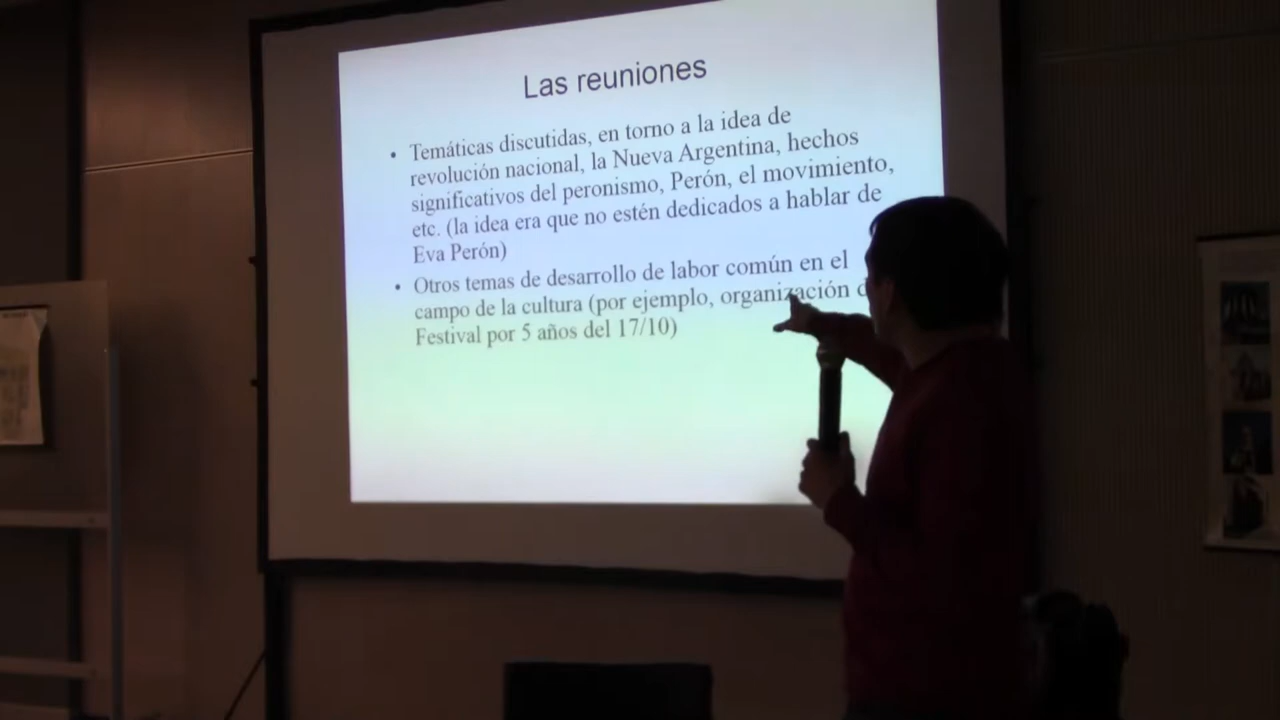 Las reuniones
• Temáticas discutidas, en torno a la idea de
revolución nacional, la Nueva Argentina, hechos
significativos del peronismo, Perón, el movimiento,
etc. (la idea era que no estén dedicados a hablar de
Eva Perón)
• Otros temas de desarrollo de labor común en el
campo de la cultura (por ejemplo, organización
Festival por 5 años del 17/10)